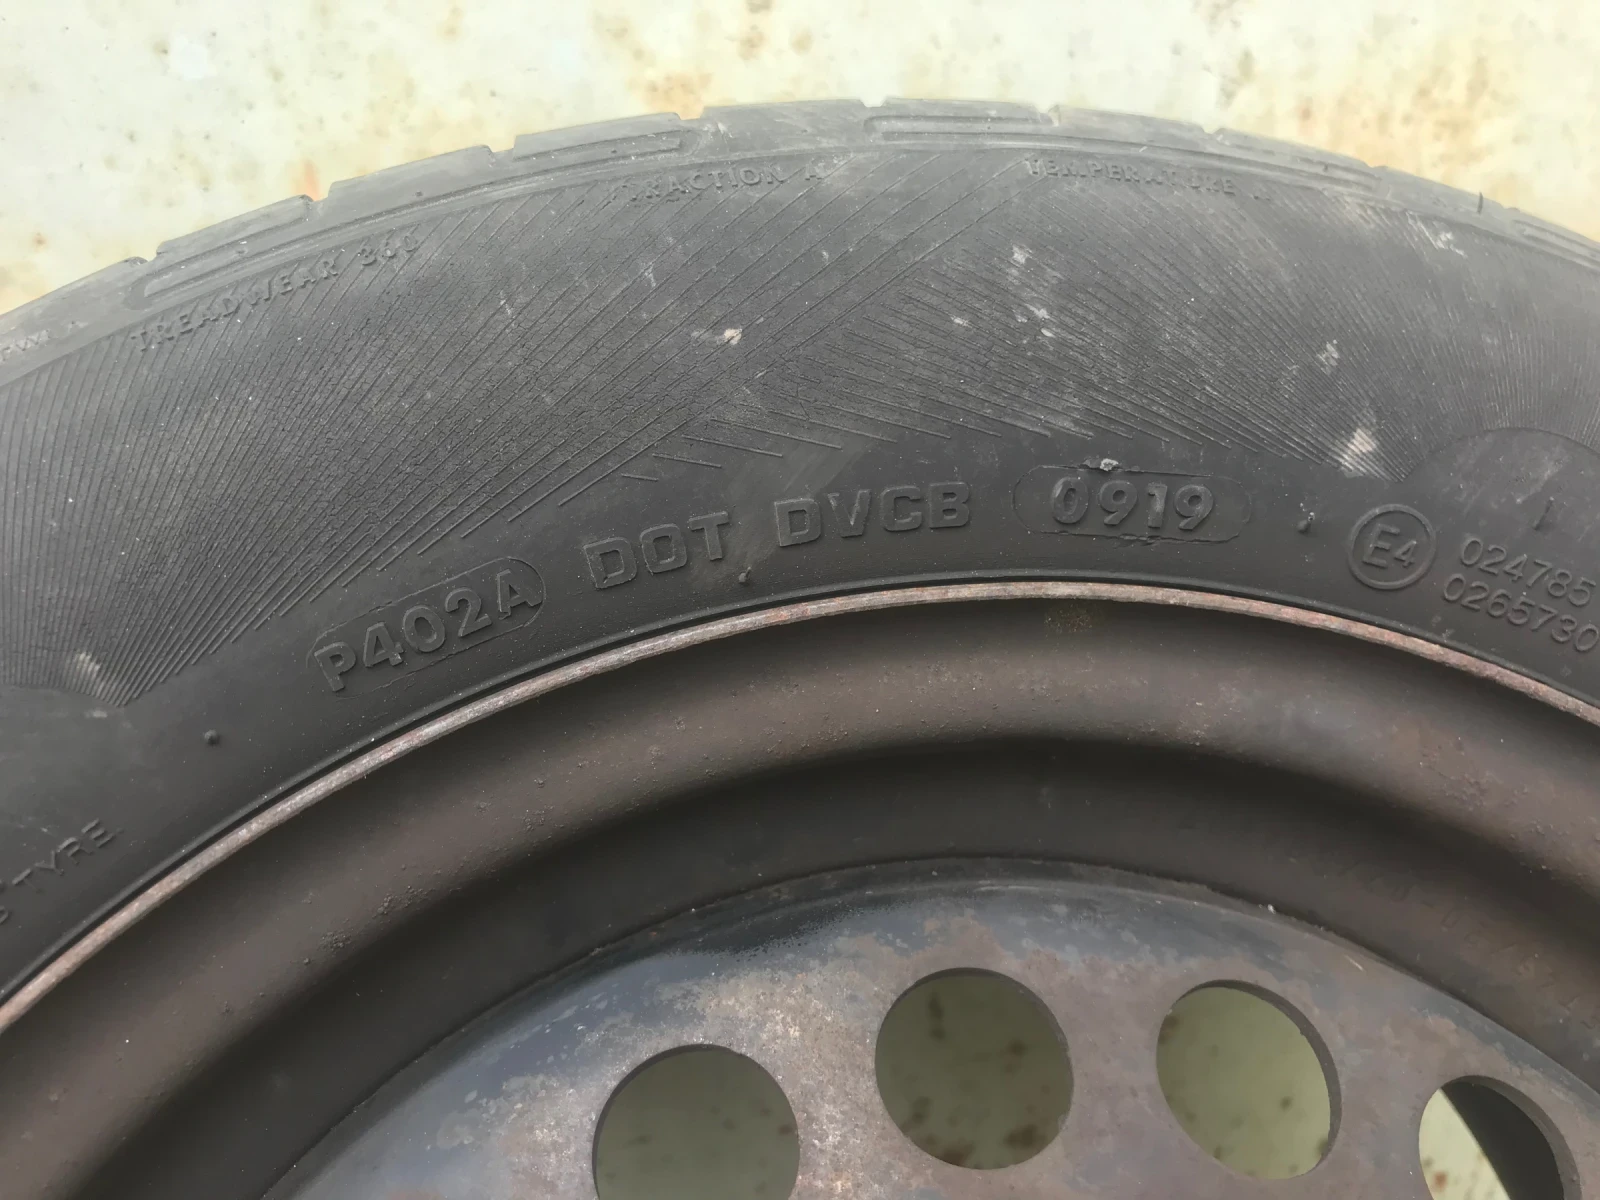 TREADWEAR 360
TRACTION A
TEMPERATURE A
P402A DOT DVCB 0919
E4
024785
0265730
TYRE